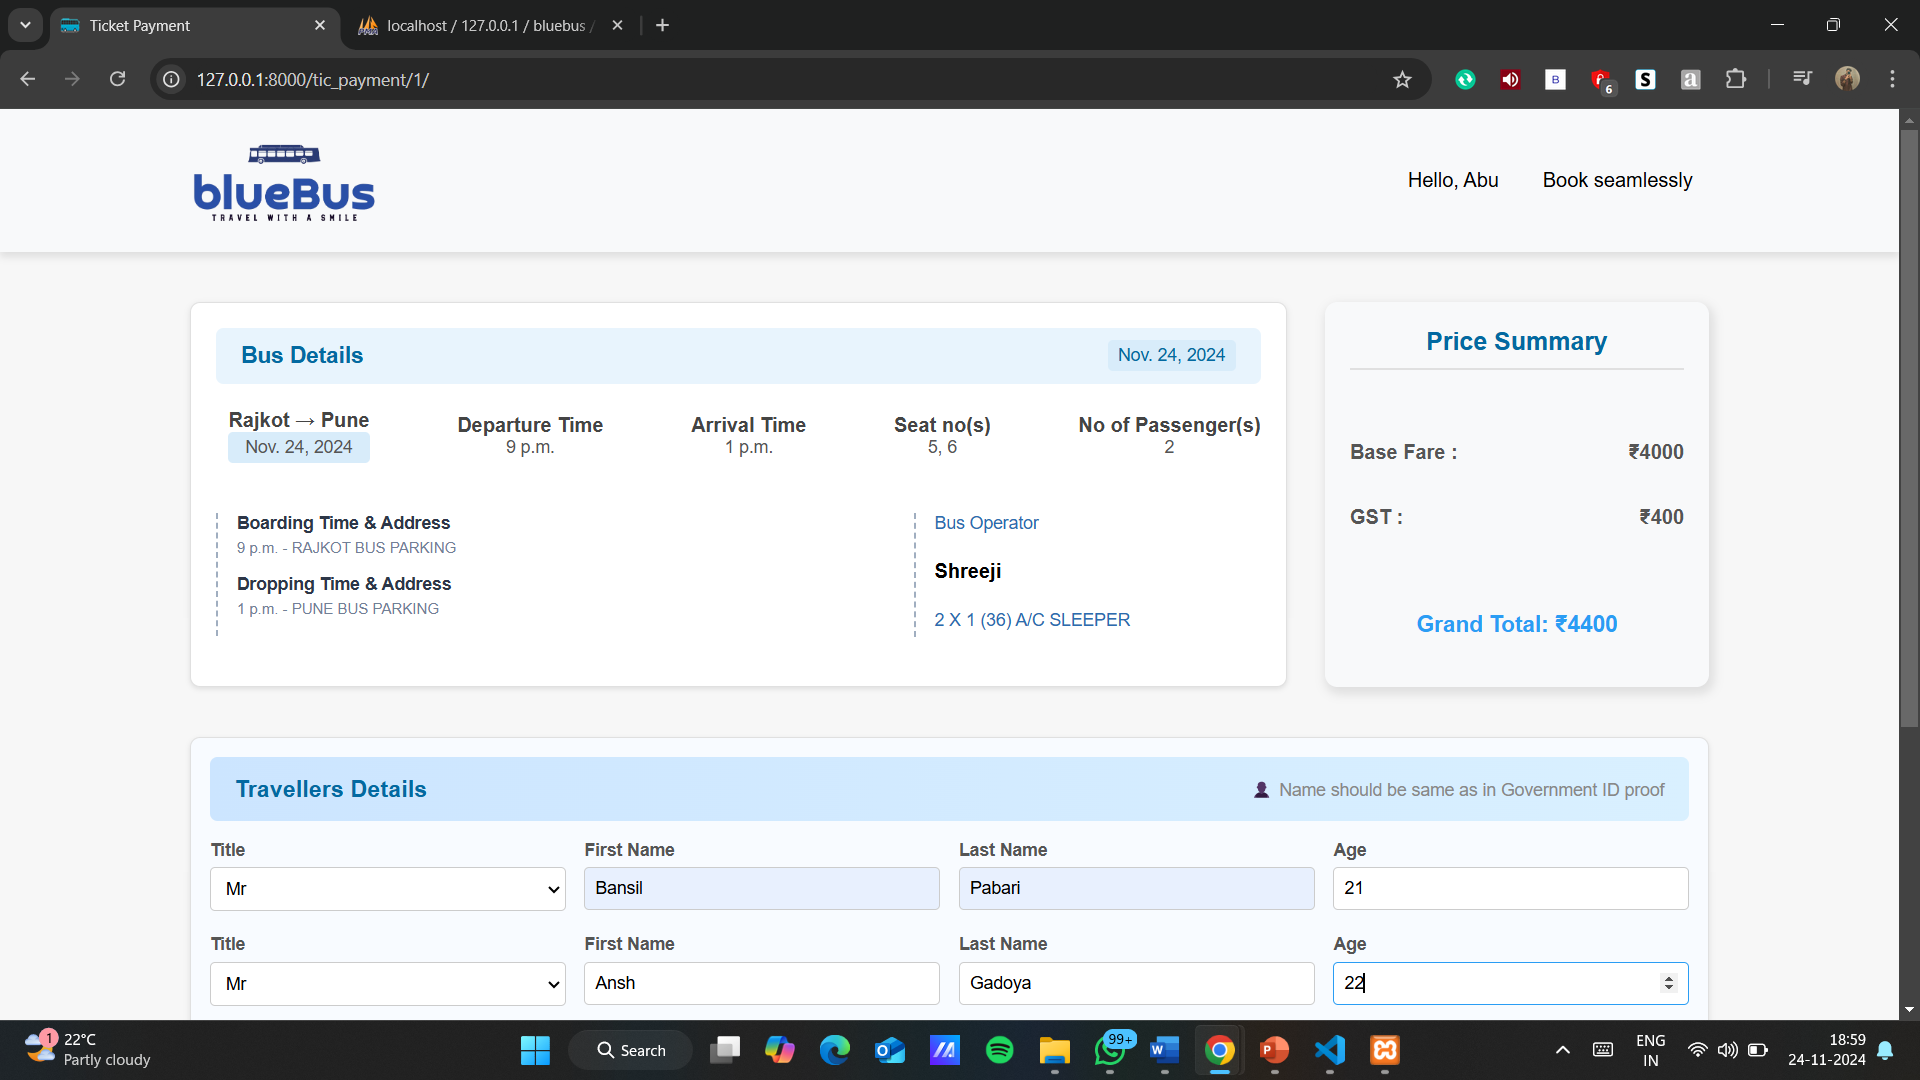 Ticket Payment
localhost / 127.0.0.1 / bluebus /
127.0.0.1:8000/tic_payment/1/
B
6
S
a
blueBus
TRAVEL WITH A SMILE
Hello, Abu
Book seamlessly
Bus Details
Nov. 24, 2024
Rajkot → Pune
Nov. 24, 2024
Departure Time
9 p.m.
Arrival Time
1 p.m.
Seat no(s)
5, 6
No of Passenger(s)
2
Boarding Time & Address
9 p.m. - RAJKOT BUS PARKING
Dropping Time & Address
1 p.m. - PUNE BUS PARKING
Bus Operator
Shreeji
2 X 1 (36) A/C SLEEPER
Price Summary
Base Fare : ₹4000
GST : ₹400
Grand Total: ₹4400
Travellers Details
Name should be same as in Government ID proof
Title First Name Last Name Age
Mr Bansil Pabari 21
Title First Name Last Name Age
Mr Ansh Gadoya 22
1
22°C
Partly cloudy
Search
99+
ENG
IN
18:59
24-11-2024